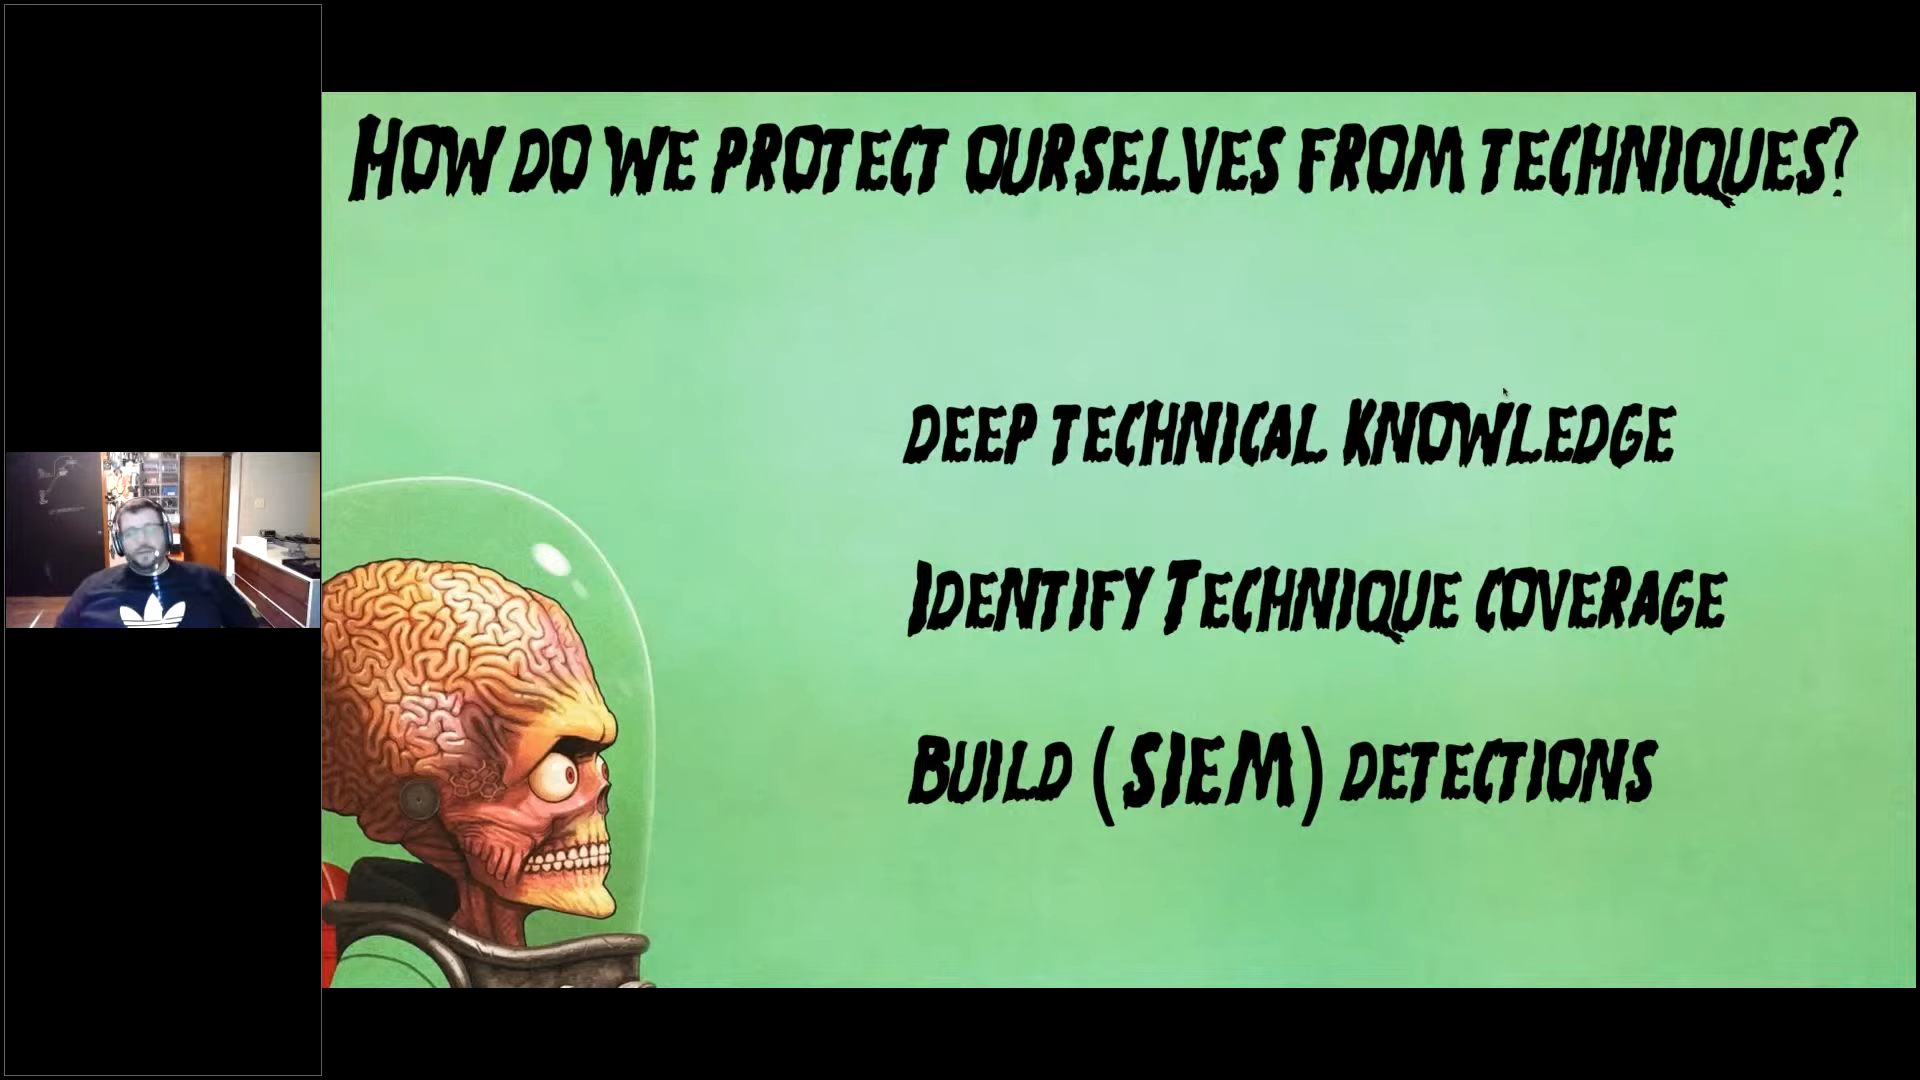 How do we protect ourselves from techniques?
deep technical knowledge
Identify Technique coverage
Build (SIEM) detections